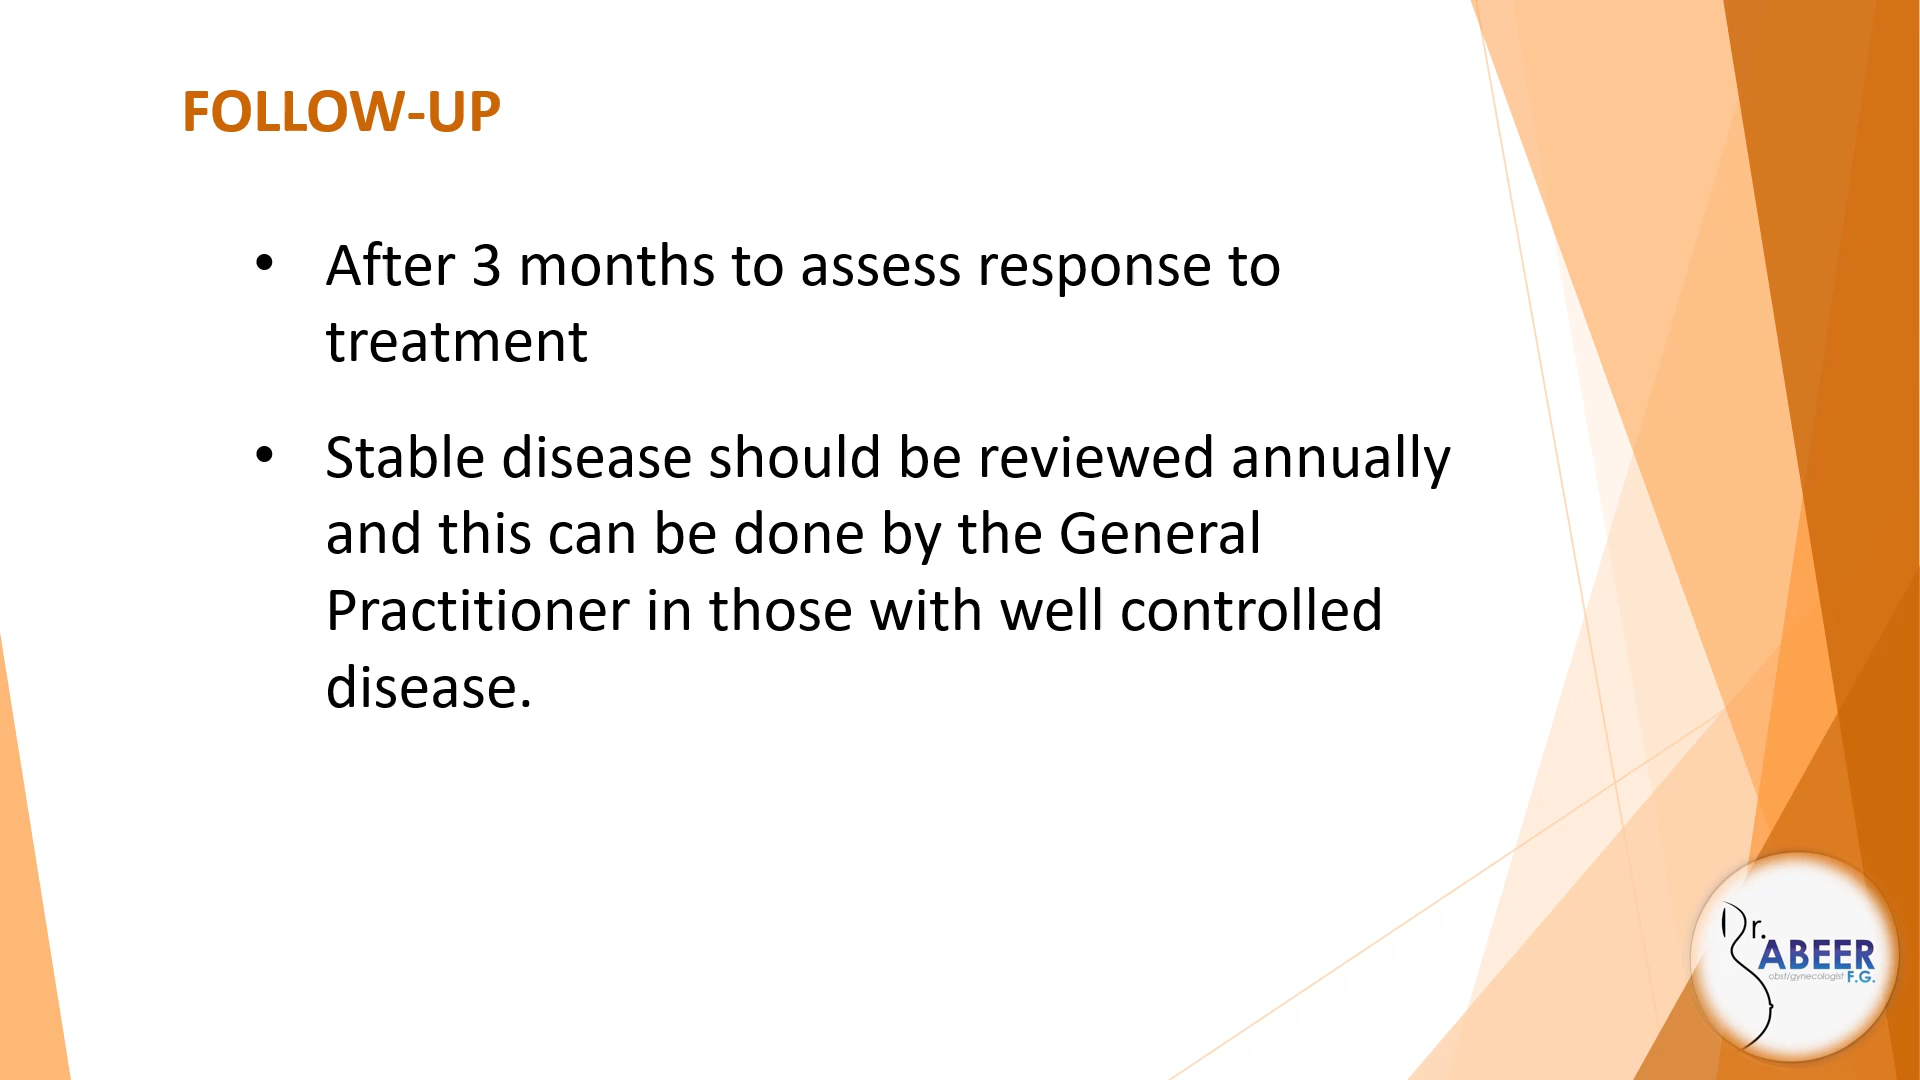 FOLLOW-UP
• After 3 months to assess response to
treatment
• Stable disease should be reviewed annually
and this can be done by the General
Practitioner in those with well controlled
disease.
Dr.
ABEER
obst/gynecologist F.G.